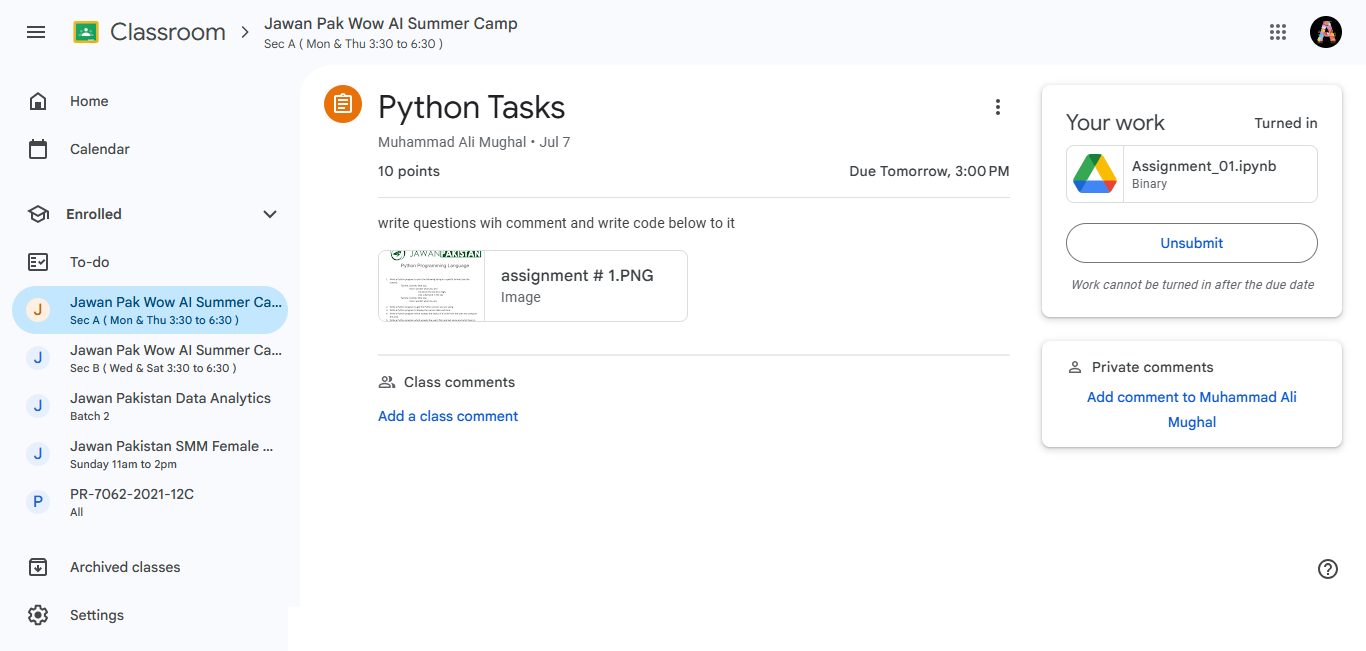 Classroom
Jawan Pak Wow AI Summer Camp
Sec A ( Mon & Thu 3:30 to 6:30 )
Home
Calendar
Enrolled
To-do
J
Jawan Pak Wow AI Summer Ca...
Sec A ( Mon & Thu 3:30 to 6:30 )
J
Jawan Pak Wow AI Summer Ca...
Sec B ( Wed & Sat 3:30 to 6:30 )
J
Jawan Pakistan Data Analytics
Batch 2
J
Jawan Pakistan SMM Female ...
Sunday 11am to 2pm
P
PR-7062-2021-12C
All
Archived classes
Settings
Python Tasks
Muhammad Ali Mughal • Jul 7
10 points
Due Tomorrow, 3:00 PM
write questions wih comment and write code below to it
JAWANPAKISTAN
Python Programming Language
assignment # 1.PNG
Image
Class comments
Add a class comment
Your work
Turned in
Assignment_01.ipynb
Binary
Unsubmit
Work cannot be turned in after the due date
Private comments
Add comment to Muhammad Ali
Mughal
A